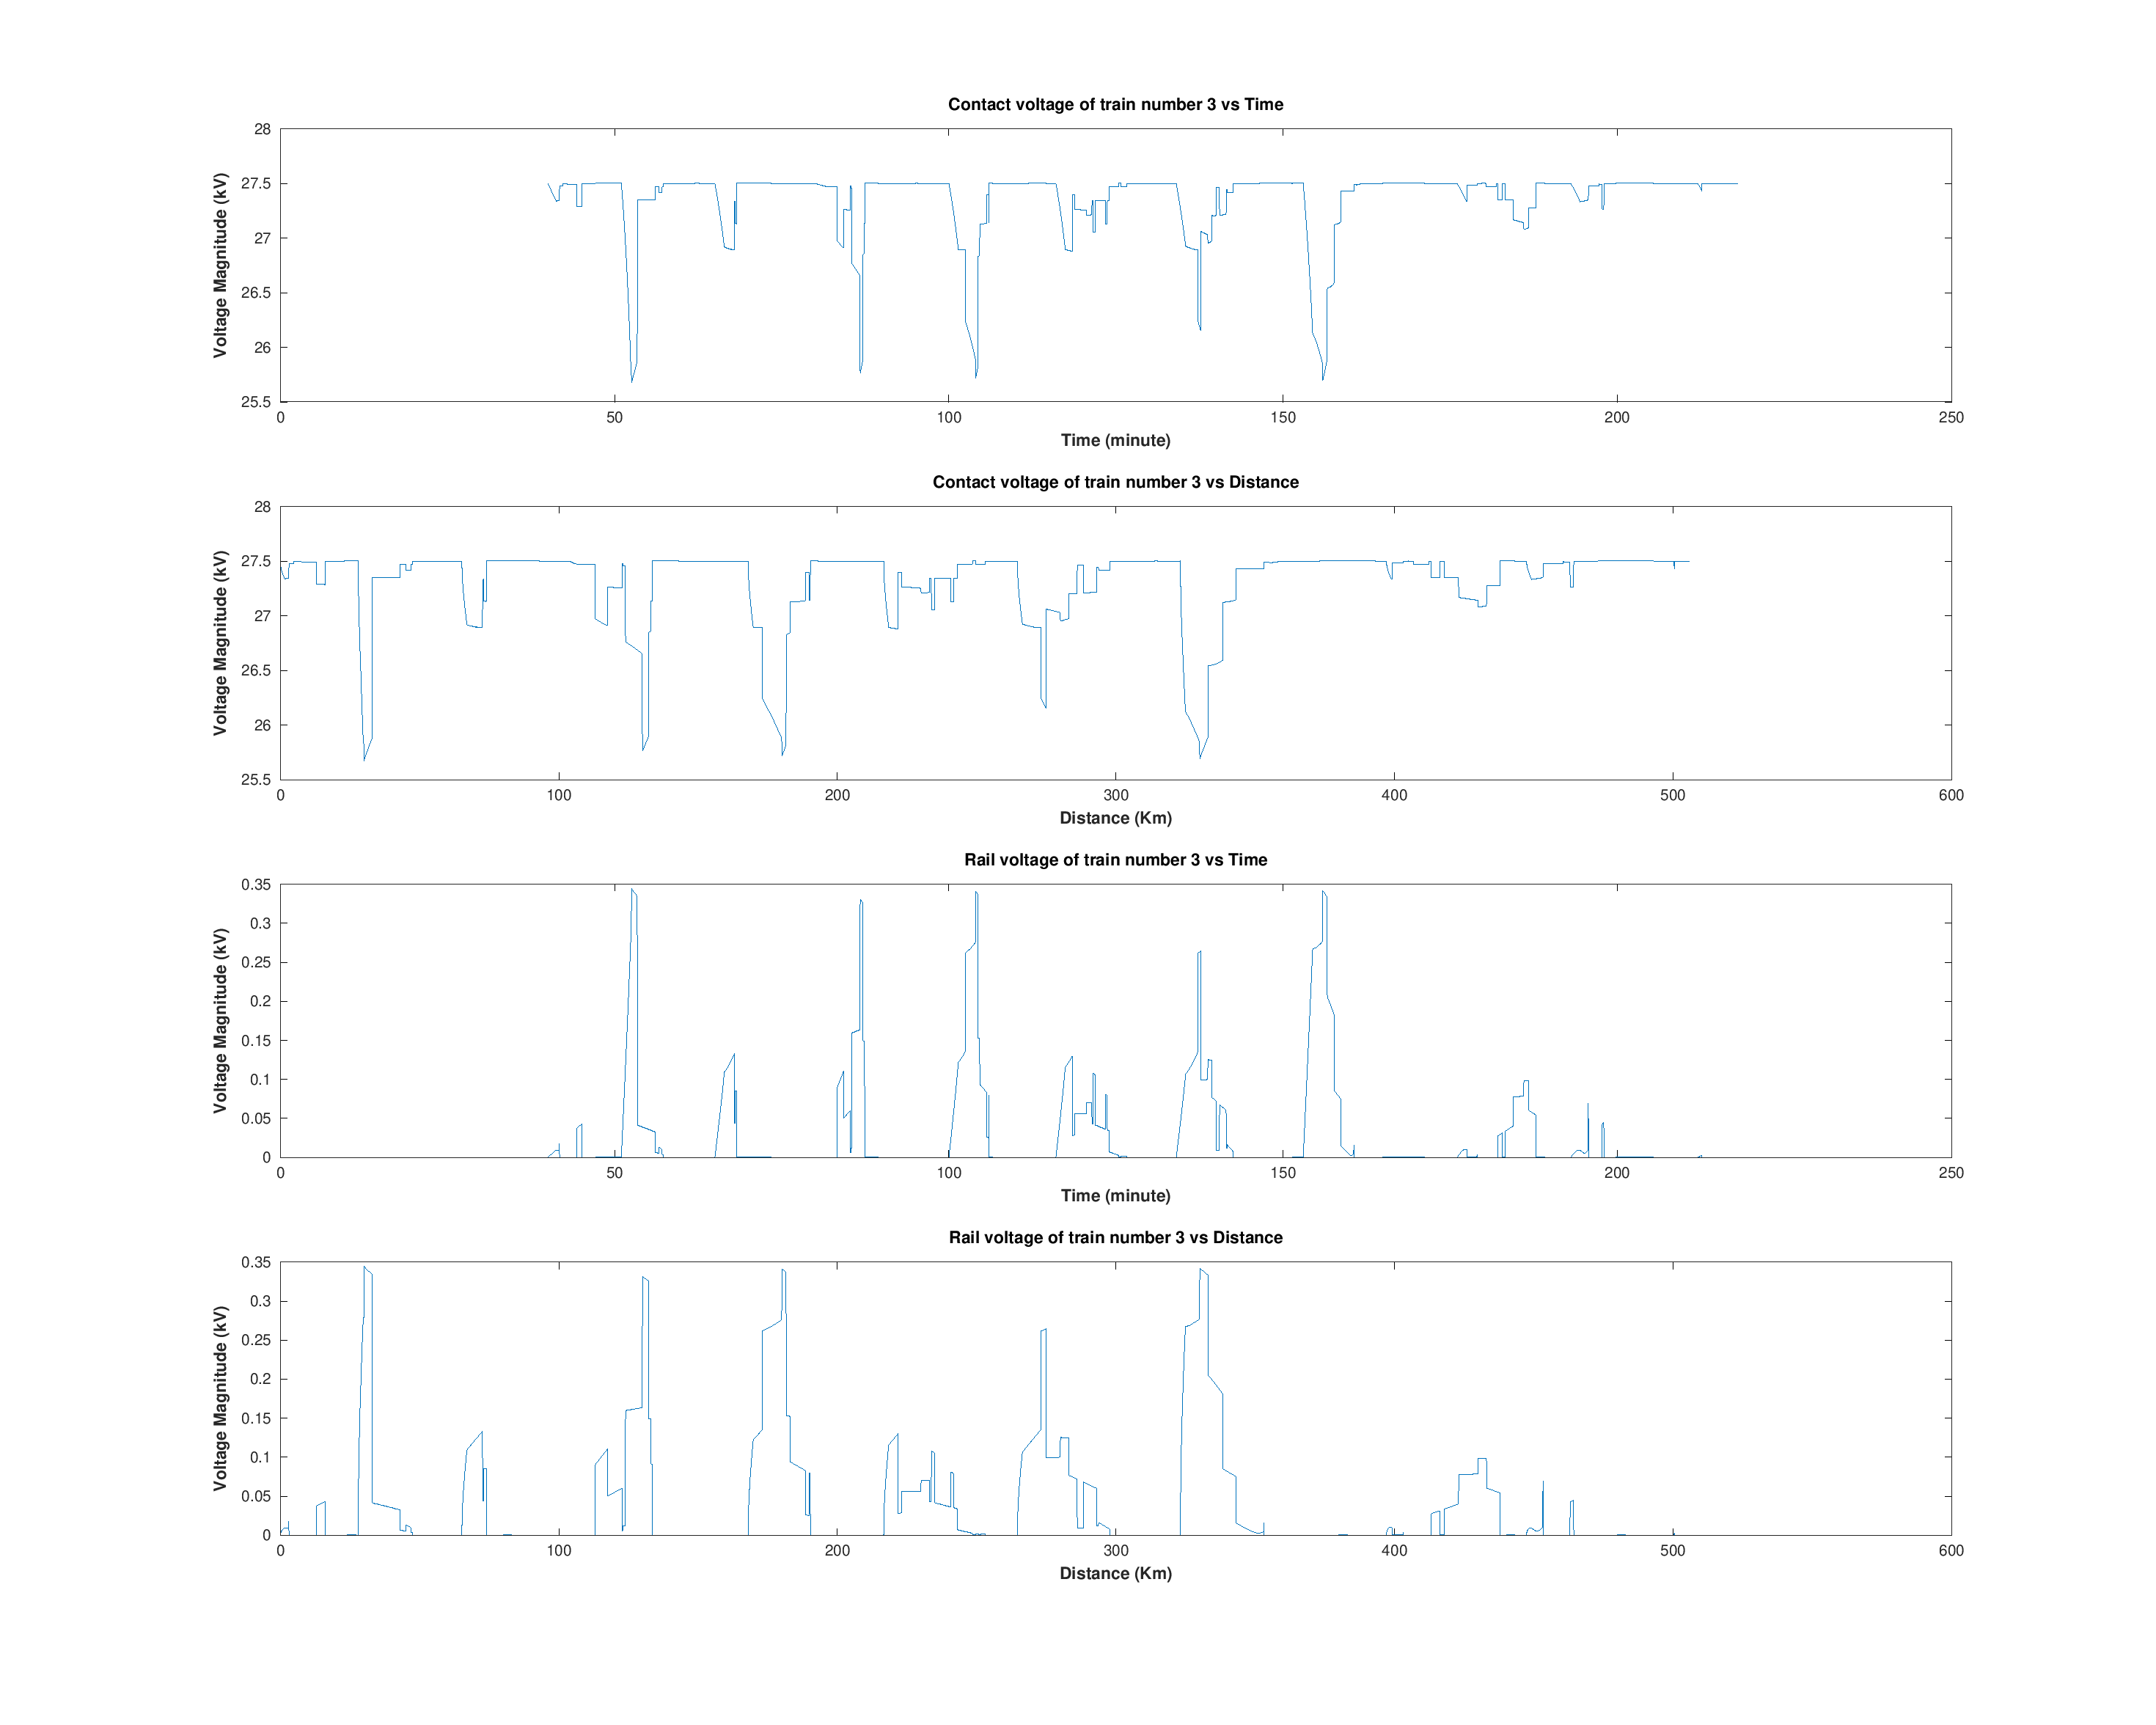 Contact voltage of train number 3 vs Time
Voltage Magnitude (kV)
28
27.5
27
26.5
26
25.5
0 50 100 150 200 250
Time (minute)
Contact voltage of train number 3 vs Distance
Voltage Magnitude (kV)
28
27.5
27
26.5
26
25.5
0 100 200 300 400 500 600
Distance (Km)
Rail voltage of train number 3 vs Time
Voltage Magnitude (kV)
0.35
0.3
0.25
0.2
0.15
0.1
0.05
0
0 50 100 150 200 250
Time (minute)
Rail voltage of train number 3 vs Distance
Voltage Magnitude (kV)
0.35
0.3
0.25
0.2
0.15
0.1
0.05
0
0 100 200 300 400 500 600
Distance (Km)